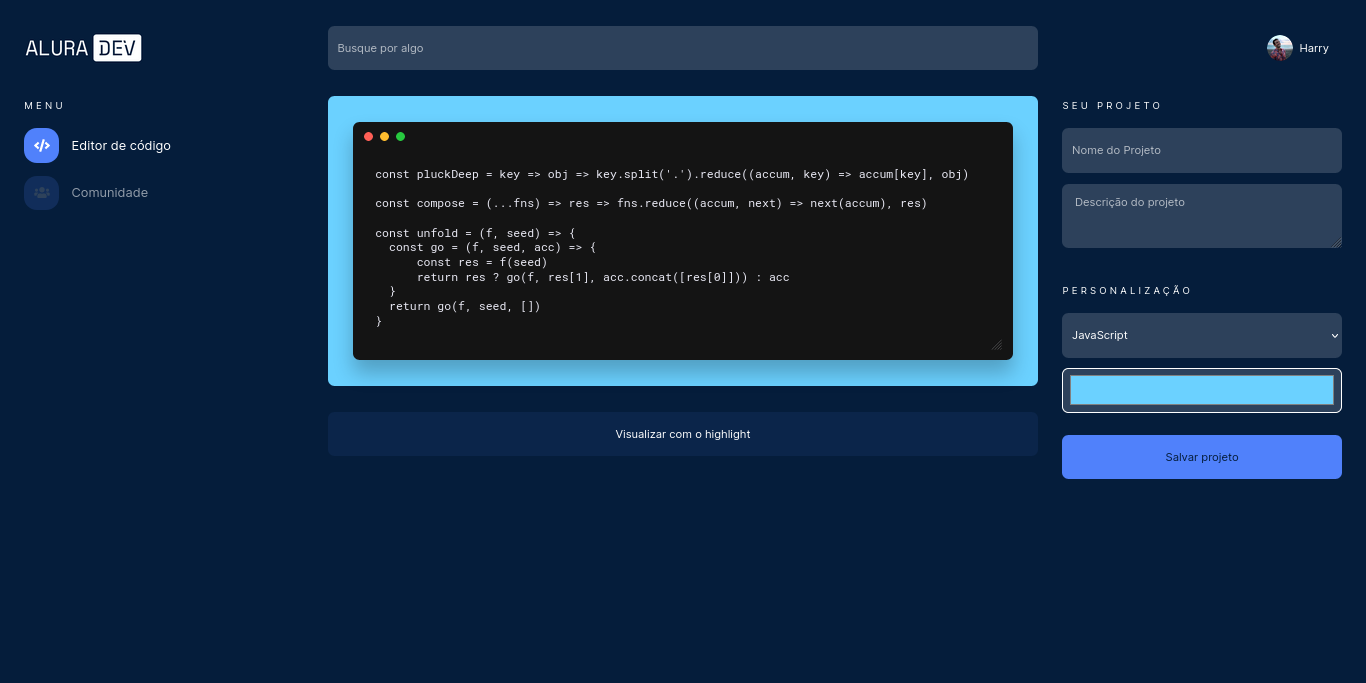 ALURA DEV
Busque por algo
Harry
MENU
Editor de código
Comunidade
const pluckDeep = key => obj => key.split('.').reduce((accum, key) => accum[key], obj)
const compose = (...fns) => res => fns.reduce((accum, next) => next(accum), res)
const unfold = (f, seed) => {
  const go = (f, seed, acc) => {
      const res = f(seed)
      return res ? go(f, res[1], acc.concat([res[0]])) : acc
  }
  return go(f, seed, [])
}
Visualizar com o highlight
SEU PROJETO
Nome do Projeto
Descrição do projeto
PERSONALIZAÇÃO
JavaScript
Salvar projeto